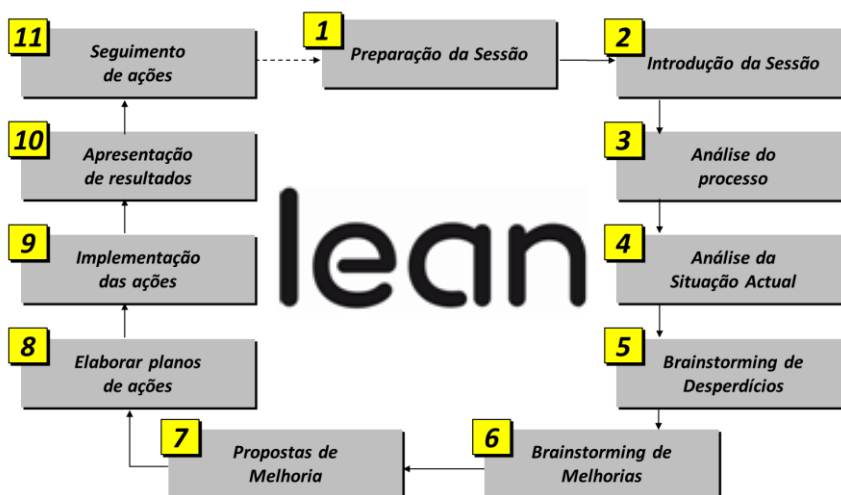 1
Preparação da Sessão
2
Introdução da Sessão
3
Análise do
processo
4
Análise da
Situação Actual
5
Brainstorming de
Desperdícios
6
Brainstorming de
Melhorias
7
Propostas de
Melhoria
8
Elaborar planos
de ações
9
Implementação
das ações
10
Apresentação
de resultados
11
Seguimento
de ações
lean